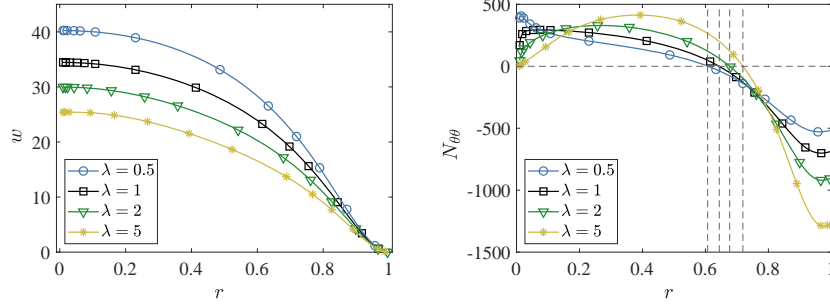 40
30
20
10
0
w
λ = 0.5
λ = 1
λ = 2
λ = 5
0 0.2 0.4 0.6 0.8 1
r
500
0
-500
-1000
-1500
N_θθ
λ = 0.5
λ = 1
λ = 2
λ = 5
0 0.2 0.4 0.6 0.8 1
r